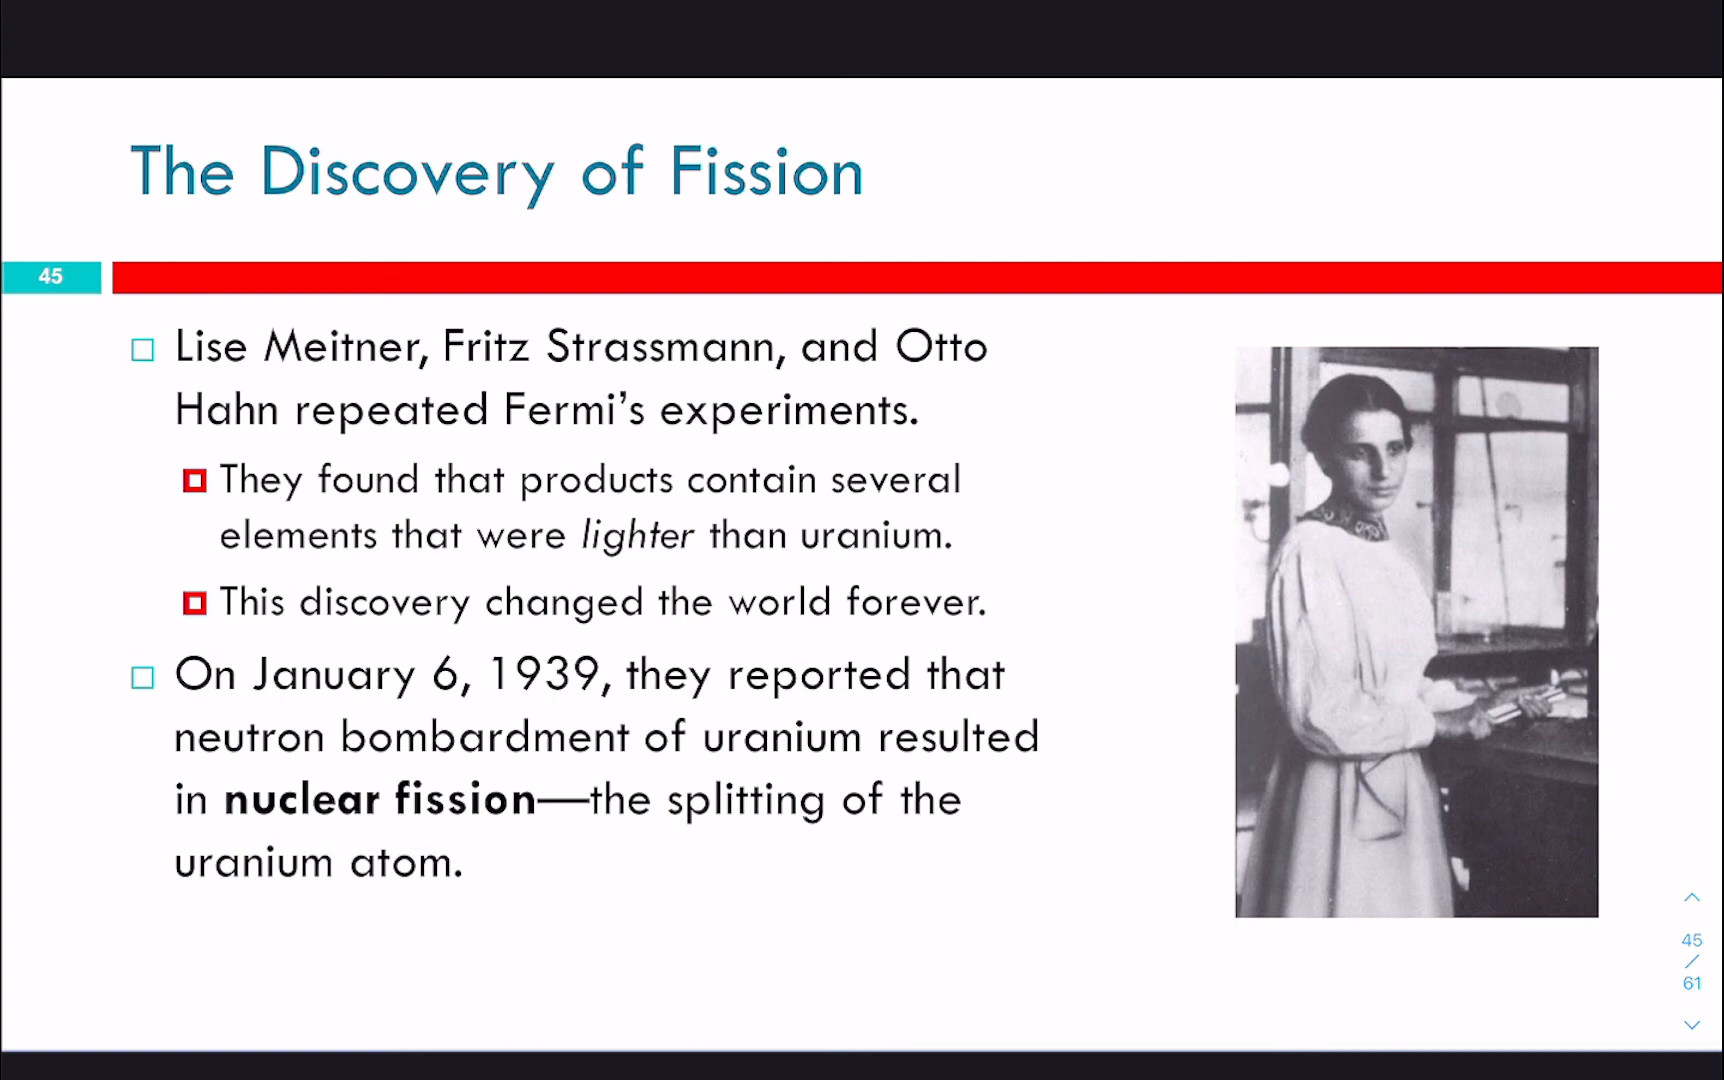 The Discovery of Fission
45
Lise Meitner, Fritz Strassmann, and Otto
Hahn repeated Fermi’s experiments.
They found that products contain several
elements that were lighter than uranium.
This discovery changed the world forever.
On January 6, 1939, they reported that
neutron bombardment of uranium resulted
in nuclear fission—the splitting of the
uranium atom.
45
/
61